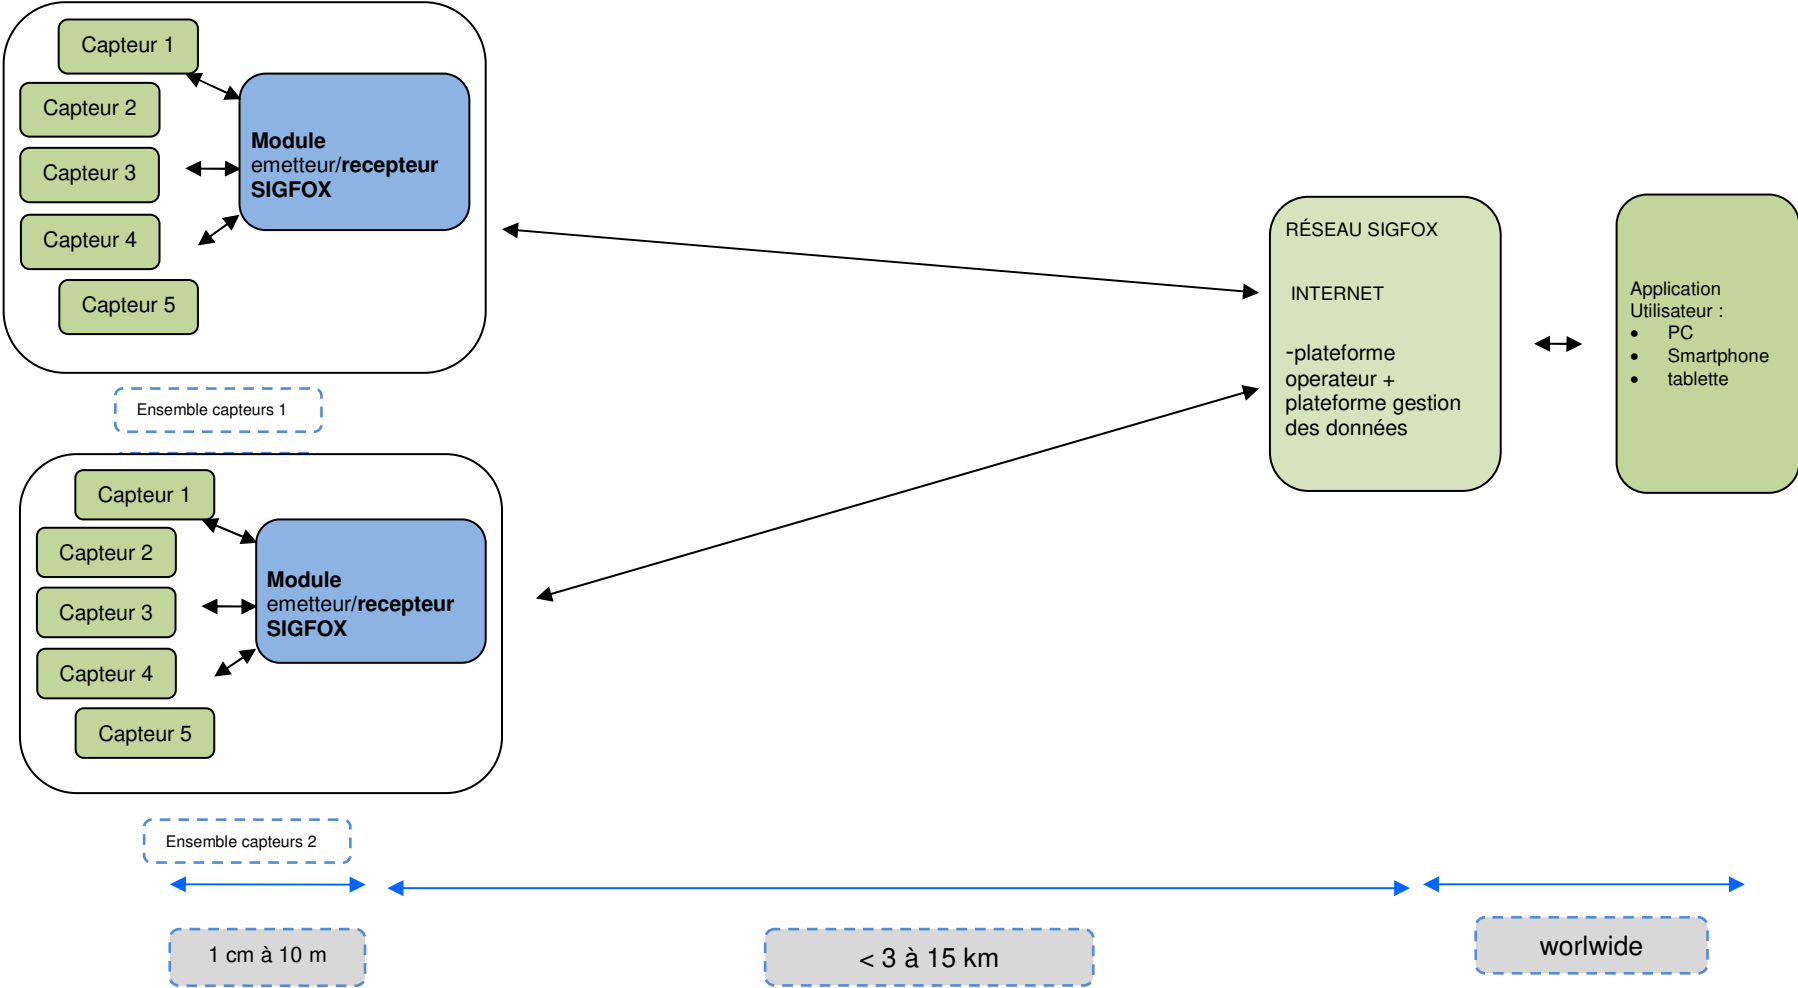 Capteur 1
Capteur 2
Capteur 3
Capteur 4
Capteur 5
Module
emetteur/recepteur
SIGFOX
Ensemble capteurs 1
Capteur 1
Capteur 2
Capteur 3
Capteur 4
Capteur 5
Module
emetteur/recepteur
SIGFOX
Ensemble capteurs 2
RÉSEAU SIGFOX
INTERNET
-plateforme
operateur +
plateforme gestion
des données
Application
Utilisateur :
• PC
• Smartphone
• tablette
1 cm à 10 m
< 3 à 15 km
worlwide